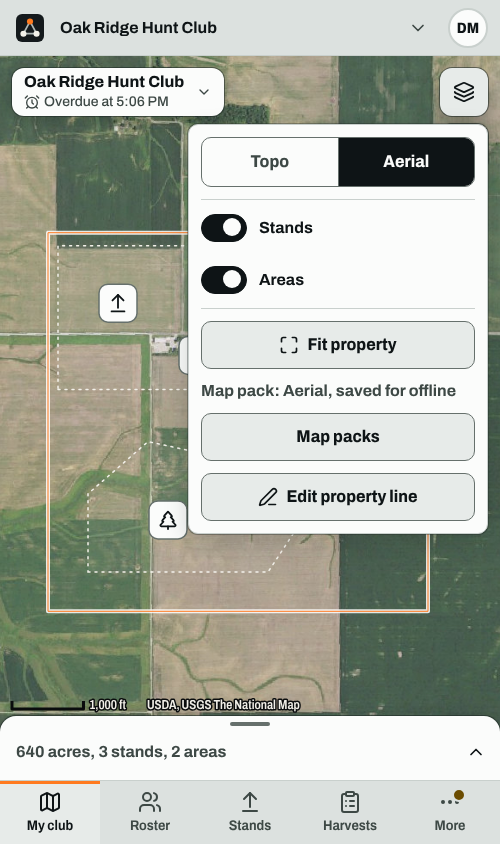 Oak Ridge Hunt Club
DM
Oak Ridge Hunt Club
Overdue at 5:06 PM
Topo
Aerial
Stands
Areas
Fit property
Map pack: Aerial, saved for offline
Map packs
Edit property line
1,000 ft
USDA, USGS The National Map
640 acres, 3 stands, 2 areas
My club
Roster
Stands
Harvests
More